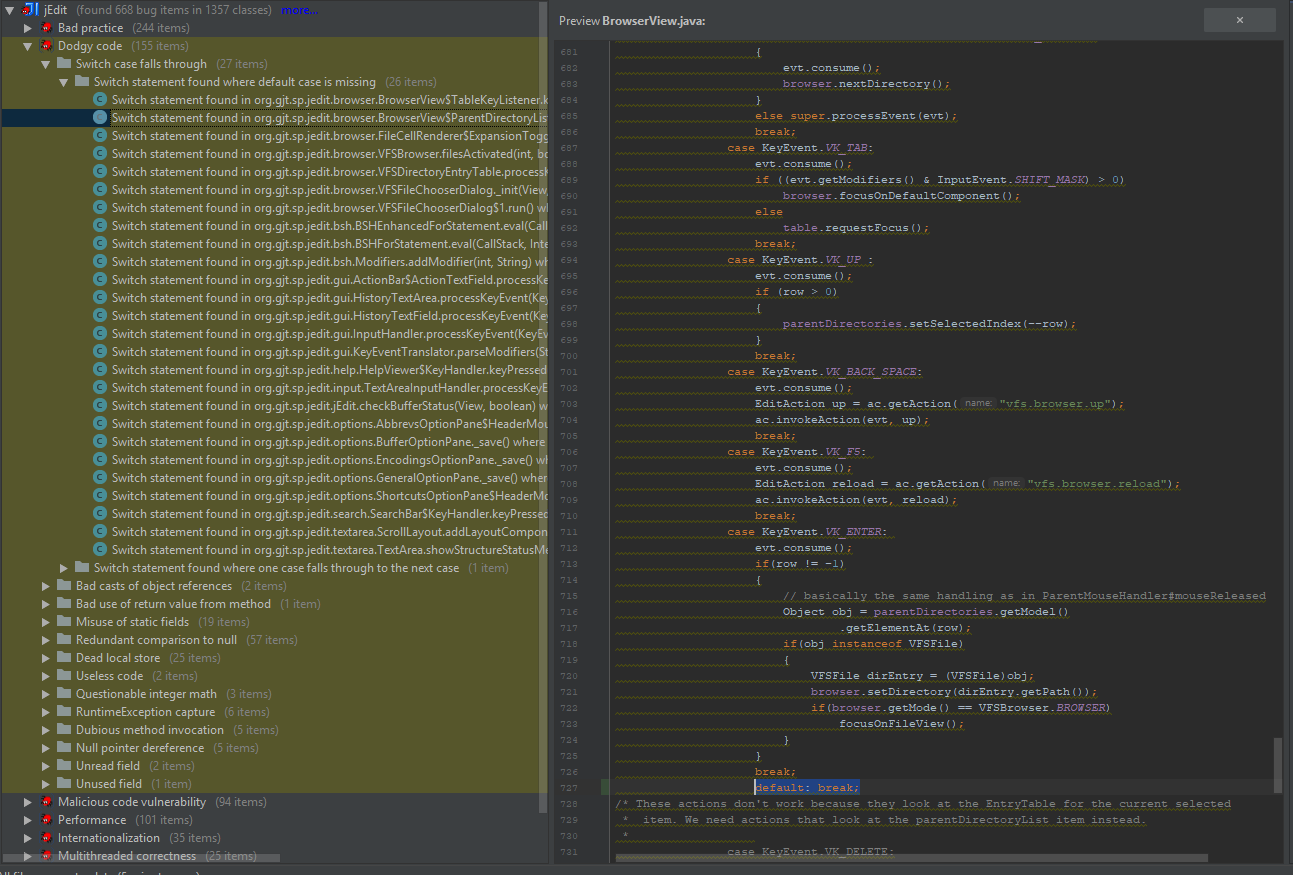 jEdit (found 668 bug items in 1357 classes) more...
Bad practice (244 items)
Dodgy code (155 items)
Switch case falls through (27 items)
Switch statement found where default case is missing (26 items)
Switch statement found in org.gjt.sp.jedit.browser.BrowserView$TableKeyListener.k
Switch statement found in org.gjt.sp.jedit.browser.BrowserView$ParentDirectoryLis
Switch statement found in org.gjt.sp.jedit.browser.FileCellRenderer$ExpansionTogg
Switch statement found in org.gjt.sp.jedit.browser.VFSBrowser.filesActivated(int, bo
Switch statement found in org.gjt.sp.jedit.browser.VFSDirectoryEntryTable.process
Switch statement found in org.gjt.sp.jedit.browser.VFSFileChooserDialog._init(View,
Switch statement found in org.gjt.sp.jedit.browser.VFSFileChooserDialog$1.run() wh
Switch statement found in org.gjt.sp.jedit.bsh.BSHEnhancedForStatement.eval(Call
Switch statement found in org.gjt.sp.jedit.bsh.BSHForStatement.eval(CallStack, Inte
Switch statement found in org.gjt.sp.jedit.bsh.Modifiers.addModifier(int, String) wh
Switch statement found in org.gjt.sp.jedit.gui.ActionBar$ActionTextField.processKe
Switch statement found in org.gjt.sp.jedit.gui.HistoryTextArea.processKeyEvent(Key
Switch statement found in org.gjt.sp.jedit.gui.HistoryTextField.processKeyEvent(Ke
Switch statement found in org.gjt.sp.jedit.gui.InputHandler.processKeyEvent(KeyEv
Switch statement found in org.gjt.sp.jedit.gui.KeyEventTranslator.parseModifiers(St
Switch statement found in org.gjt.sp.jedit.help.HelpViewer$KeyHandler.keyPressed
Switch statement found in org.gjt.sp.jedit.input.TextAreaInputHandler.processKeyE
Switch statement found in org.gjt.sp.jedit.jEdit.checkBufferStatus(View, boolean) w
Switch statement found in org.gjt.sp.jedit.options.AbbrevsOptionPane$HeaderMou
Switch statement found in org.gjt.sp.jedit.options.BufferOptionPane._save() where
Switch statement found in org.gjt.sp.jedit.options.EncodingsOptionPane._save() wh
Switch statement found in org.gjt.sp.jedit.options.GeneralOptionPane._save() wher
Switch statement found in org.gjt.sp.jedit.options.ShortcutsOptionPane$HeaderMo
Switch statement found in org.gjt.sp.jedit.search.SearchBar$KeyHandler.keyPressed
Switch statement found in org.gjt.sp.jedit.textarea.ScrollLayout.addLayoutCompon
Switch statement found in org.gjt.sp.jedit.textarea.TextArea.showStructureStatusMe
Switch statement found where one case falls through to the next case (1 item)
Bad casts of object references (2 items)
Bad use of return value from method (1 item)
Misuse of static fields (19 items)
Redundant comparison to null (57 items)
Dead local store (25 items)
Useless code (2 items)
Questionable integer math (3 items)
RuntimeException capture (6 items)
Dubious method invocation (5 items)
Null pointer dereference (5 items)
Unread field (2 items)
Unused field (1 item)
Malicious code vulnerability (94 items)
Performance (101 items)
Internationalization (35 items)
Multithreaded correctness (25 items)
Preview BrowserView.java:
681 {
682 evt.consume();
683 browser.nextDirectory();
684 }
685 else super.processEvent(evt);
686 break;
687 case KeyEvent.VK_TAB:
688 evt.consume();
689 if ((evt.getModifiers() & InputEvent.SHIFT_MASK) > 0)
690 browser.focusOnDefaultComponent();
691 else
692 table.requestFocus();
693 break;
694 case KeyEvent.VK_UP :
695 evt.consume();
696 if (row > 0)
697 {
698 parentDirectories.setSelectedIndex(--row);
699 }
700 break;
701 case KeyEvent.VK_BACK_SPACE:
702 evt.consume();
703 EditAction up = ac.getAction( name: "vfs.browser.up");
704 ac.invokeAction(evt, up);
705 break;
706 case KeyEvent.VK_F5:
707 evt.consume();
708 EditAction reload = ac.getAction( name: "vfs.browser.reload");
709 ac.invokeAction(evt, reload);
710 break;
711 case KeyEvent.VK_ENTER:
712 evt.consume();
713 if(row != -1)
714 {
715 // basically the same handling as in ParentMouseHandler#mouseReleased
716 Object obj = parentDirectories.getModel()
717 .getElementAt(row);
718 if(obj instanceof VFSFile)
719 {
720 VFSFile dirEntry = (VFSFile)obj;
721 browser.setDirectory(dirEntry.getPath());
722 if(browser.getMode() == VFSBrowser.BROWSER)
723 focusOnFileView();
724 }
725 }
726 break;
727 default: break;
728 /* These actions don't work because they look at the EntryTable for the current selected
729 * item. We need actions that look at the parentDirectoryList item instead.
730 *
731 case KeyEvent.VK_DELETE: